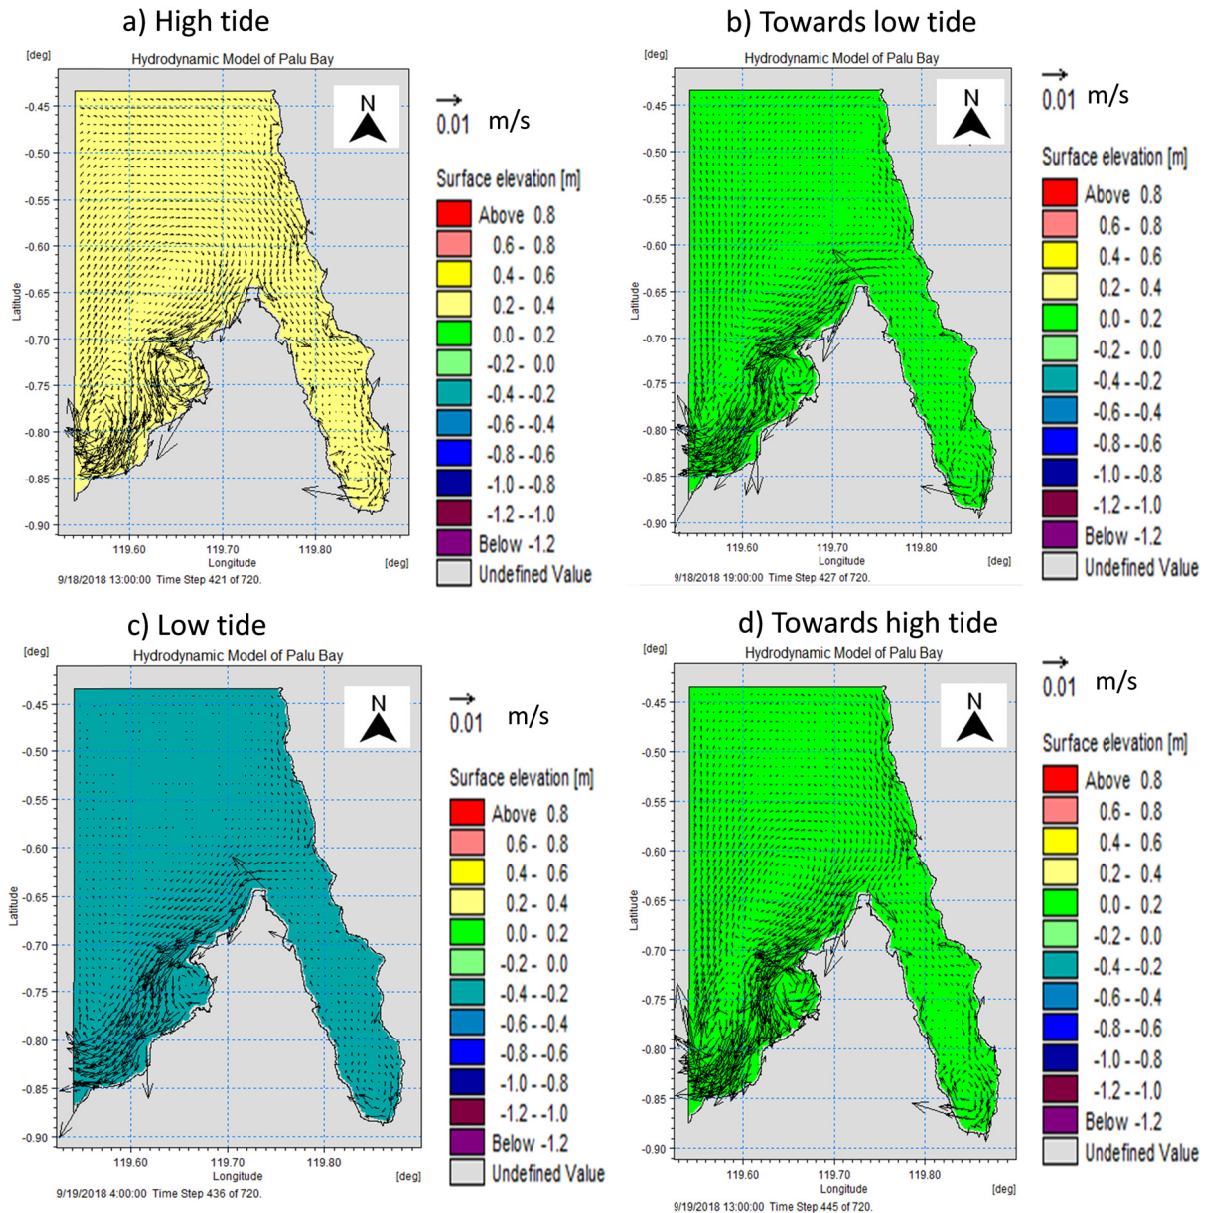 a) High tide
[deg]
Hydrodynamic Model of Palu Bay
N
-0.45
-0.50
-0.55
-0.60
-0.65
-0.70
-0.75
-0.80
-0.85
-0.90
Latitude
119.60 119.70 119.80
Longitude
[deg]
9/18/2018 13:00:00 Time Step 421 of 720.
0.01 m/s
Surface elevation [m]
Above 0.8
0.6 - 0.8
0.4 - 0.6
0.2 - 0.4
0.0 - 0.2
-0.2 - 0.0
-0.4 - -0.2
-0.6 - -0.4
-0.8 - -0.6
-1.0 - -0.8
-1.2 - -1.0
Below -1.2
Undefined Value
b) Towards low tide
[deg]
Hydrodynamic Model of Palu Bay
N
-0.45
-0.50
-0.55
-0.60
-0.65
-0.70
-0.75
-0.80
-0.85
-0.90
Latitude
119.60 119.70 119.80
Longitude
[deg]
9/18/2018 19:00:00 Time Step 427 of 720.
0.01 m/s
Surface elevation [m]
Above 0.8
0.6 - 0.8
0.4 - 0.6
0.2 - 0.4
0.0 - 0.2
-0.2 - 0.0
-0.4 - -0.2
-0.6 - -0.4
-0.8 - -0.6
-1.0 - -0.8
-1.2 - -1.0
Below -1.2
Undefined Value
c) Low tide
[deg]
Hydrodynamic Model of Palu Bay
N
-0.45
-0.50
-0.55
-0.60
-0.65
-0.70
-0.75
-0.80
-0.85
-0.90
Latitude
119.60 119.70 119.80
Longitude
[deg]
9/19/2018 4:00:00 Time Step 436 of 720.
0.01 m/s
Surface elevation [m]
Above 0.8
0.6 - 0.8
0.4 - 0.6
0.2 - 0.4
0.0 - 0.2
-0.2 - 0.0
-0.4 - -0.2
-0.6 - -0.4
-0.8 - -0.6
-1.0 - -0.8
-1.2 - -1.0
Below -1.2
Undefined Value
d) Towards high tide
[deg]
Hydrodynamic Model of Palu Bay
N
-0.45
-0.50
-0.55
-0.60
-0.65
-0.70
-0.75
-0.80
-0.85
-0.90
Latitude
119.60 119.70 119.80
Longitude
[deg]
9/19/2018 13:00:00 Time Step 445 of 720.
0.01 m/s
Surface elevation [m]
Above 0.8
0.6 - 0.8
0.4 - 0.6
0.2 - 0.4
0.0 - 0.2
-0.2 - 0.0
-0.4 - -0.2
-0.6 - -0.4
-0.8 - -0.6
-1.0 - -0.8
-1.2 - -1.0
Below -1.2
Undefined Value